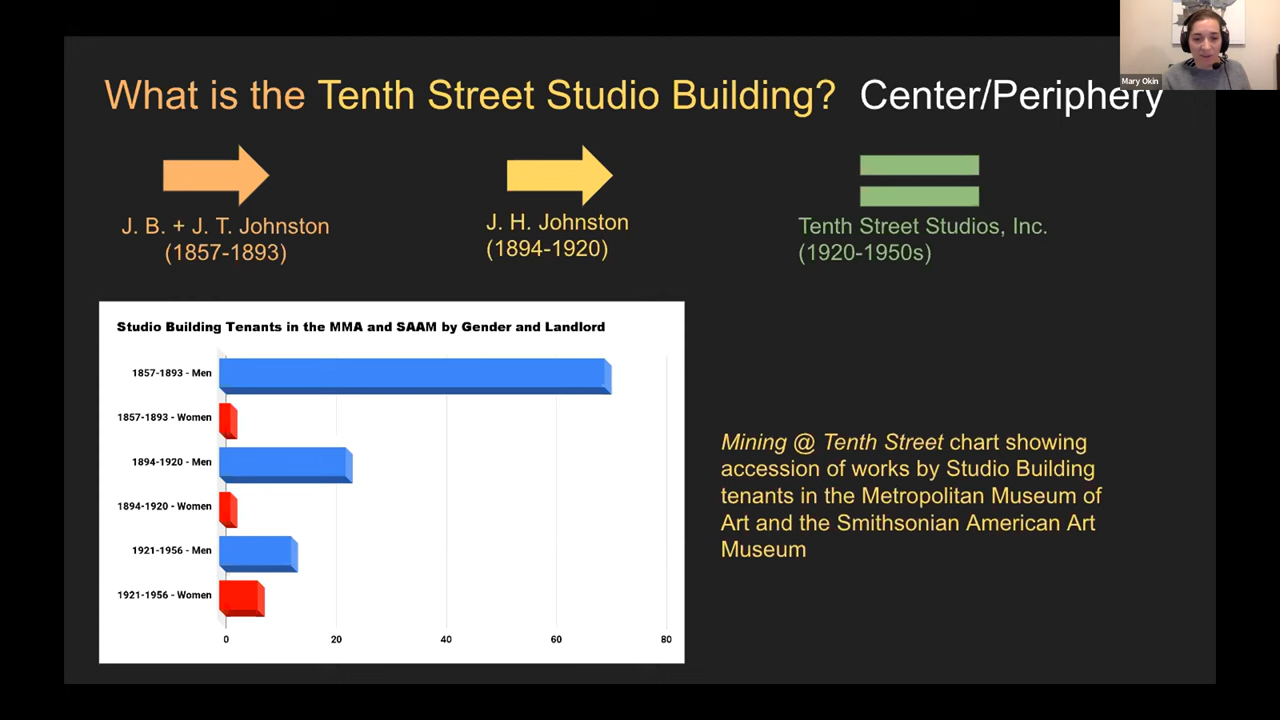 Mary Okin
What is the Tenth Street Studio Building? Center/Periphery
J. B. + J. T. Johnston
(1857-1893)
J. H. Johnston
(1894-1920)
Tenth Street Studios, Inc.
(1920-1950s)
Studio Building Tenants in the MMA and SAAM by Gender and Landlord
1857-1893 - Men
1857-1893 - Women
1894-1920 - Men
1894-1920 - Women
1921-1956 - Men
1921-1956 - Women
0 20 40 60 80
Mining @ Tenth Street chart showing
accession of works by Studio Building
tenants in the Metropolitan Museum of
Art and the Smithsonian American Art
Museum